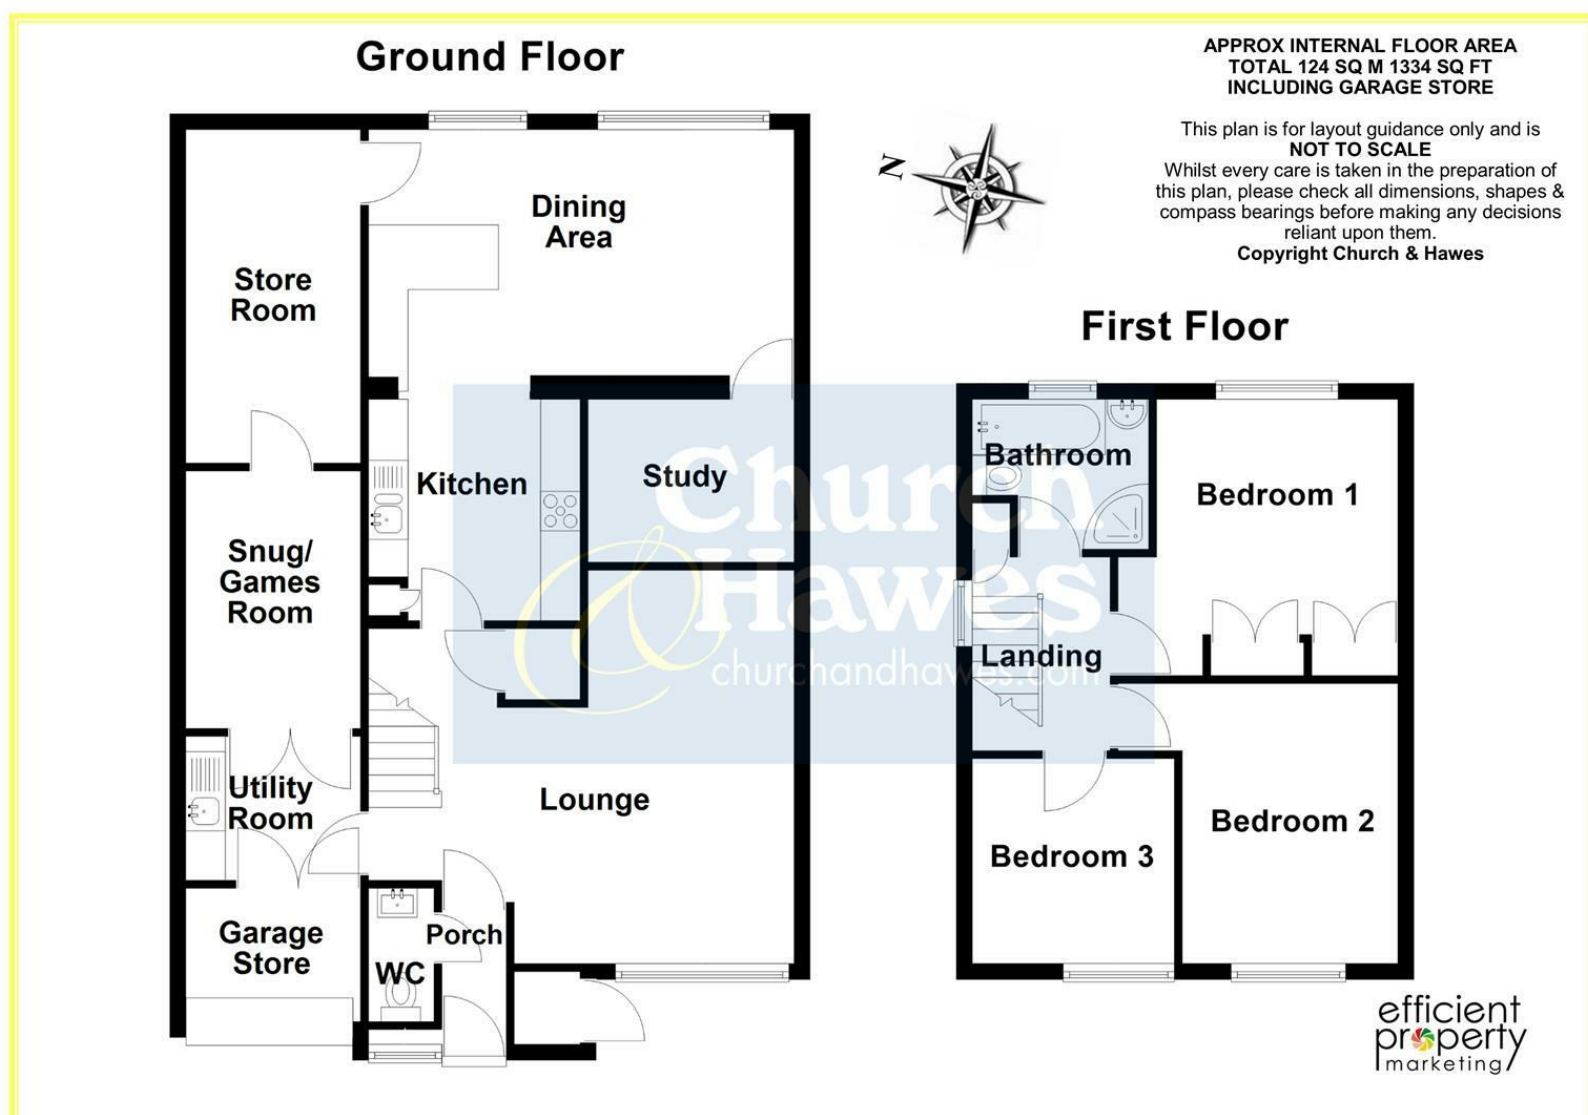 Ground Floor
APPROX INTERNAL FLOOR AREA
TOTAL 124 SQ M 1334 SQ FT
INCLUDING GARAGE STORE
This plan is for layout guidance only and is
NOT TO SCALE
Whilst every care is taken in the preparation of
this plan, please check all dimensions, shapes &
compass bearings before making any decisions
reliant upon them.
Copyright Church & Hawes
N
Dining
Area
Store
Room
Kitchen
Study
Snug/
Games
Room
Utility
Room
Lounge
Garage
Store
WC
Porch
First Floor
Bathroom
Bedroom 1
Landing
Bedroom 2
Bedroom 3
Church
& Hawes
churchandhawes.com
efficient
property
marketing